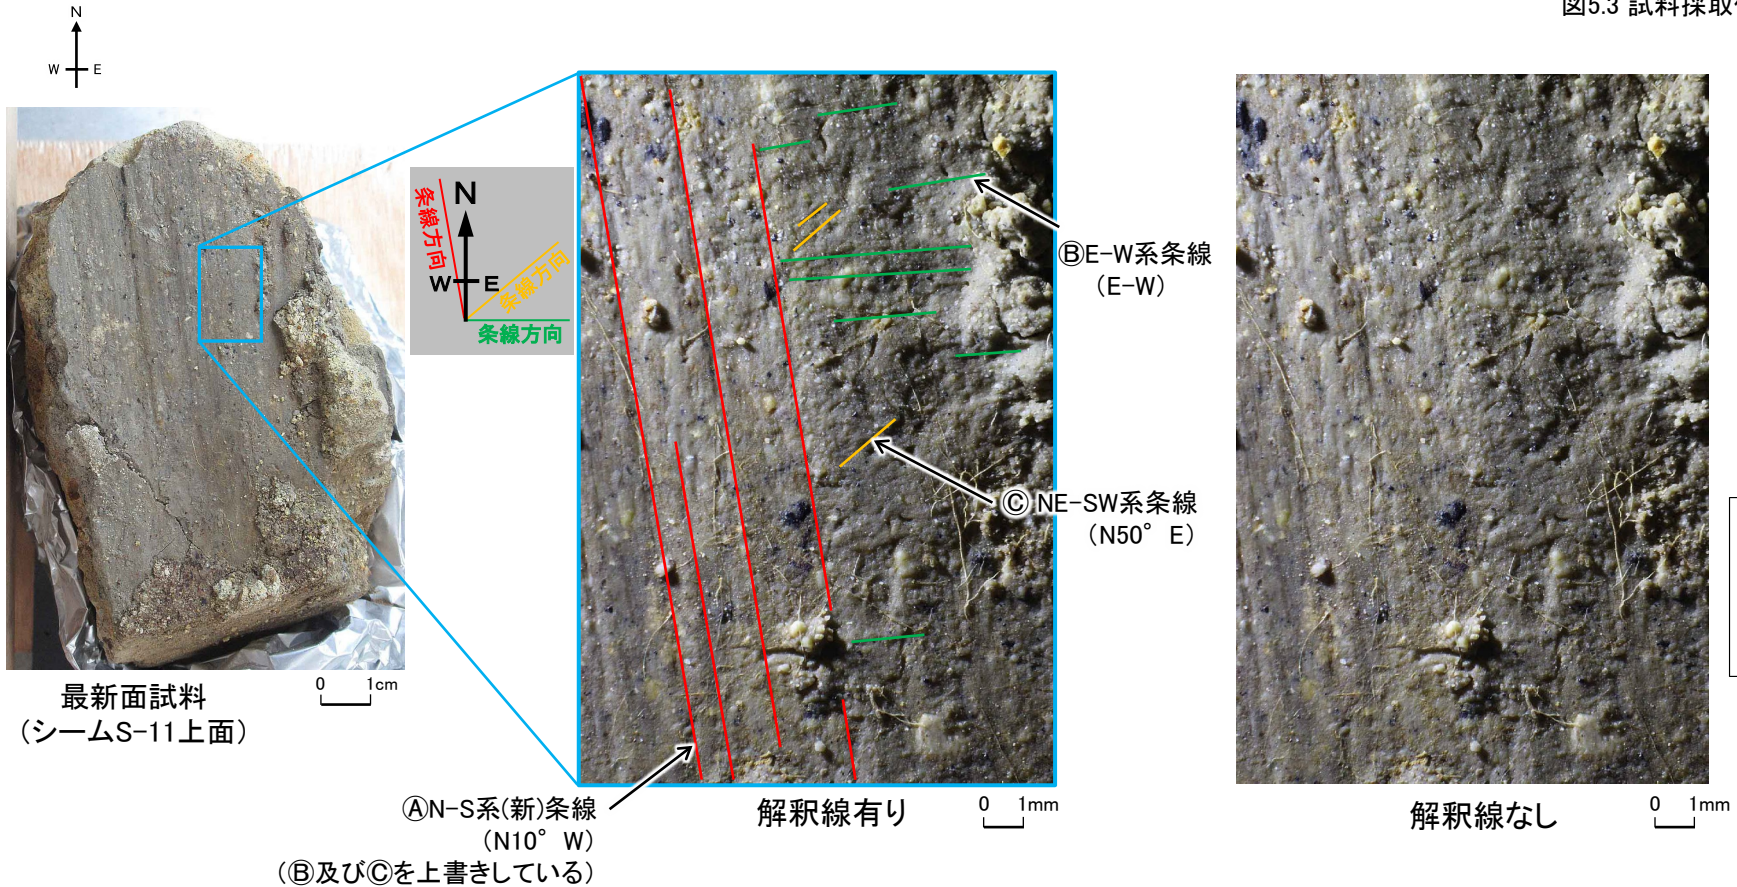 図5.3 試料採取
N
W E
条線方向
N
W E
条線方向
条線方向
ⒷE-W系条線
(E-W)
Ⓒ NE-SW系条線
(N50° E)
最新面試料
(シームS-11上面)
0 1cm
ⒶN-S系(新)条線
(N10° W)
(Ⓑ及びⒸを上書きしている)
解釈線有り
0 1mm
解釈線なし
0 1mm